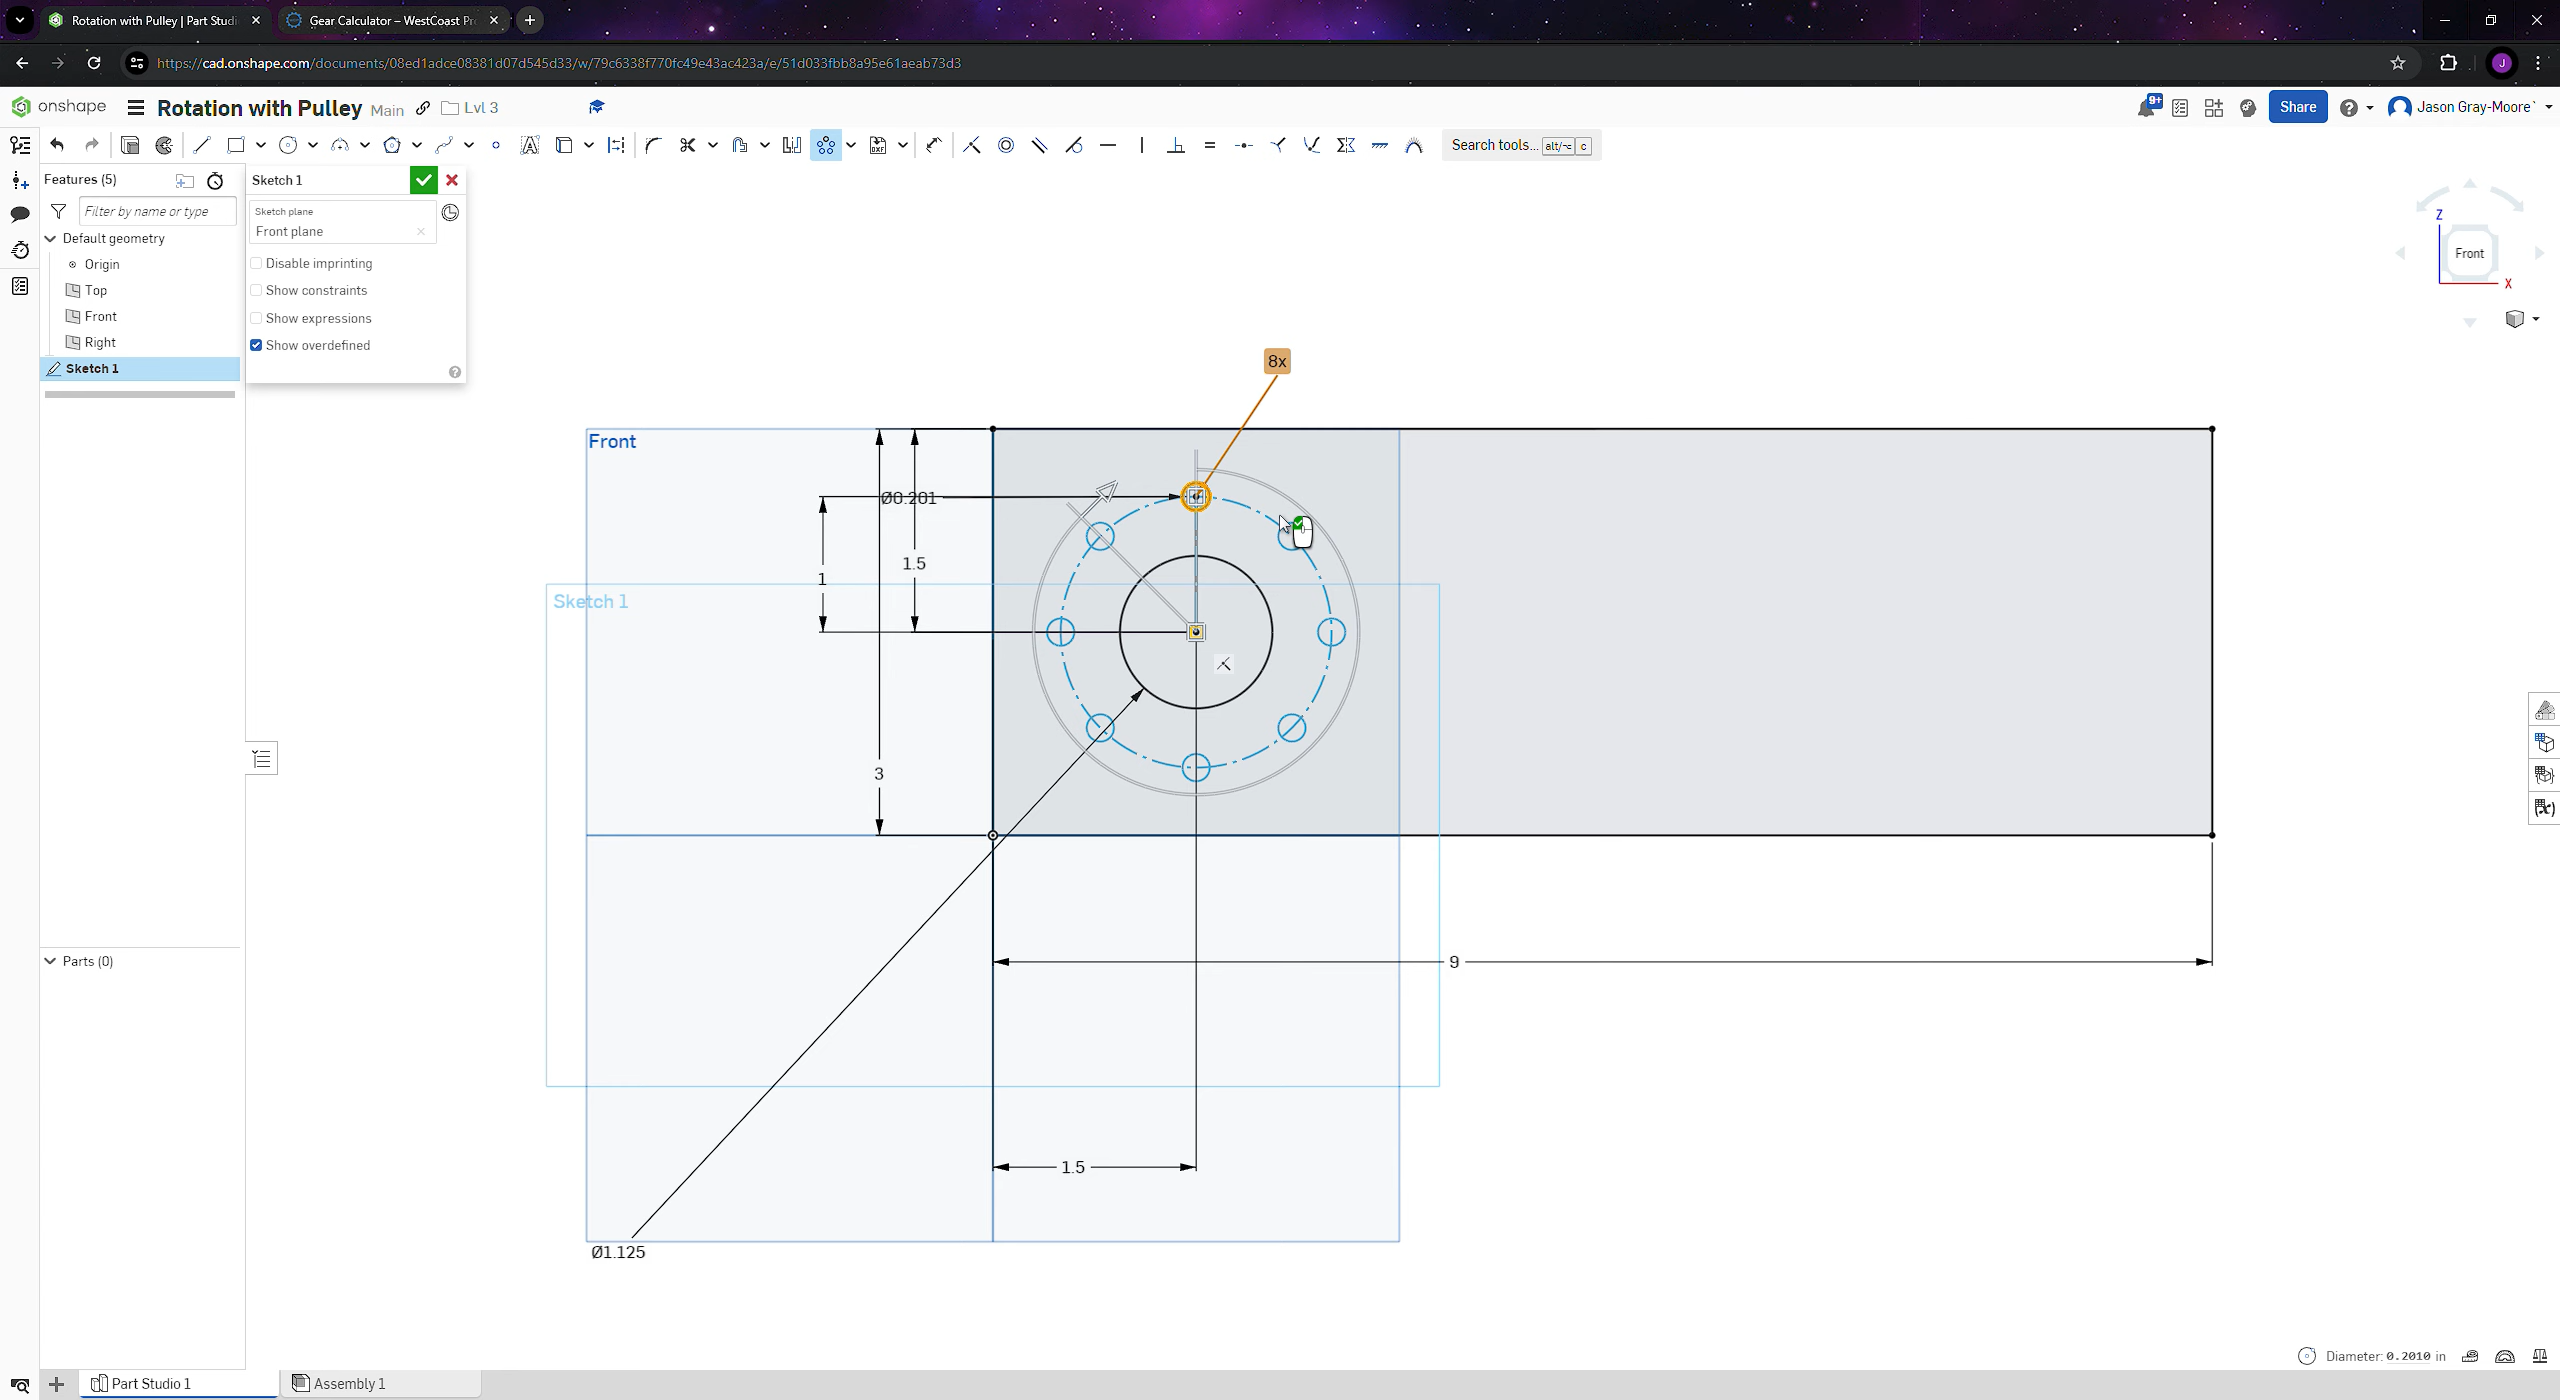 Rotation with Pulley | Part Studi
Gear Calculator – WestCoast Pr
https://cad.onshape.com/documents/08ed1adce08381d07d545d33/w/79c6338f770fc49e43ac423a/e/51d033fbb8a95e61aeab73d3
J
onshape
Rotation with Pulley Main
Lvl 3
9+
Share
Jason Gray-Moore`
Search tools... alt/⌥ c
Features (5)
Filter by name or type
Default geometry
Origin
Top
Front
Right
Sketch 1
Parts (0)
Sketch 1
Sketch plane
Front plane
Disable imprinting
Show constraints
Show expressions
Show overdefined
Z
Front
X
8x
Front
Ø0.201
1.5
1
Sketch 1
3
9
1.5
Ø1.125
(x)
Diameter: 0.2010 in
Part Studio 1
Assembly 1